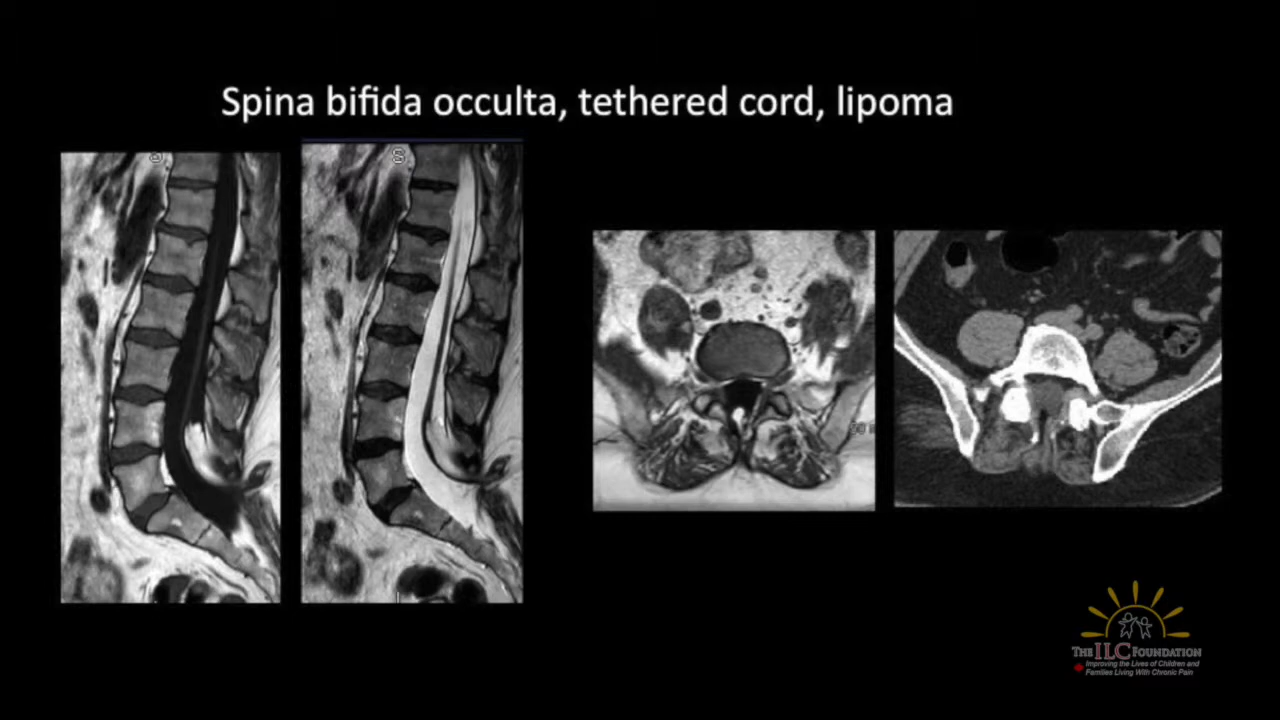 Spina bifida occulta, tethered cord, lipoma
THE ILC FOUNDATION
Improving the Lives of Children and
Families Living With Chronic Pain